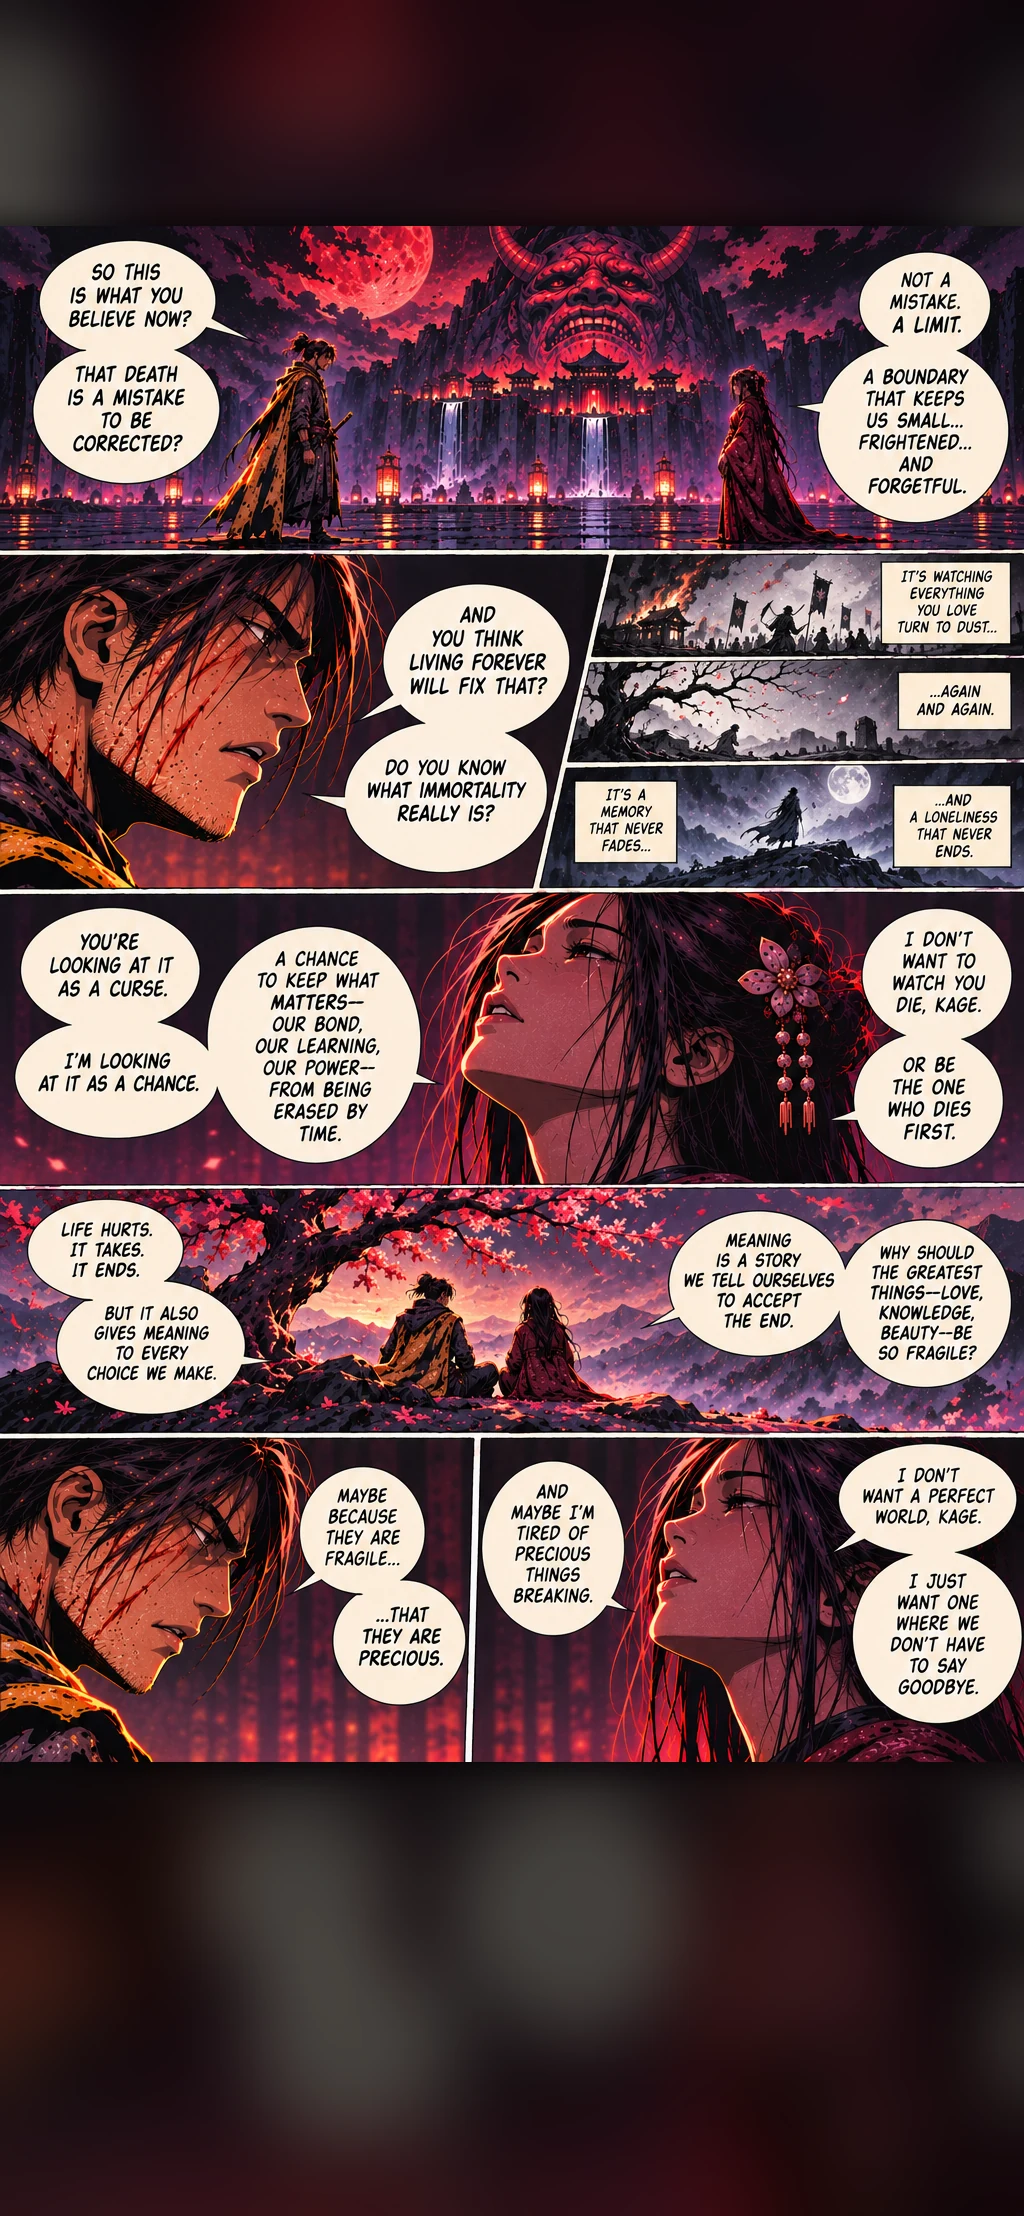 SO THIS
IS WHAT YOU
BELIEVE NOW?
THAT DEATH
IS A MISTAKE
TO BE
CORRECTED?
NOT A
MISTAKE.
A LIMIT.
A BOUNDARY
THAT KEEPS
US SMALL...
FRIGHTENED...
AND
FORGETFUL.
AND
YOU THINK
LIVING FOREVER
WILL FIX THAT?
DO YOU KNOW
WHAT IMMORTALITY
REALLY IS?
IT'S WATCHING
EVERYTHING
YOU LOVE
TURN TO DUST...
...AGAIN
AND AGAIN.
IT'S A
MEMORY
THAT NEVER
FADES...
...AND
A LONELINESS
THAT NEVER
ENDS.
YOU'RE
LOOKING AT IT
AS A CURSE.
I'M LOOKING
AT IT AS A CHANCE.
A CHANCE
TO KEEP WHAT
MATTERS--
OUR BOND,
OUR LEARNING,
OUR POWER--
FROM BEING
ERASED BY
TIME.
I DON'T
WANT TO
WATCH YOU
DIE, KAGE.
OR BE
THE ONE
WHO DIES
FIRST.
LIFE HURTS.
IT TAKES.
IT ENDS.
BUT IT ALSO
GIVES MEANING
TO EVERY
CHOICE WE MAKE.
MEANING
IS A STORY
WE TELL OURSELVES
TO ACCEPT
THE END.
WHY SHOULD
THE GREATEST
THINGS--LOVE,
KNOWLEDGE,
BEAUTY--BE
SO FRAGILE?
MAYBE
BECAUSE
THEY ARE
FRAGILE...
...THAT
THEY ARE
PRECIOUS.
AND
MAYBE I'M
TIRED OF
PRECIOUS
THINGS
BREAKING.
I DON'T
WANT A PERFECT
WORLD, KAGE.
I JUST
WANT ONE
WHERE WE
DON'T HAVE
TO SAY
GOODBYE.